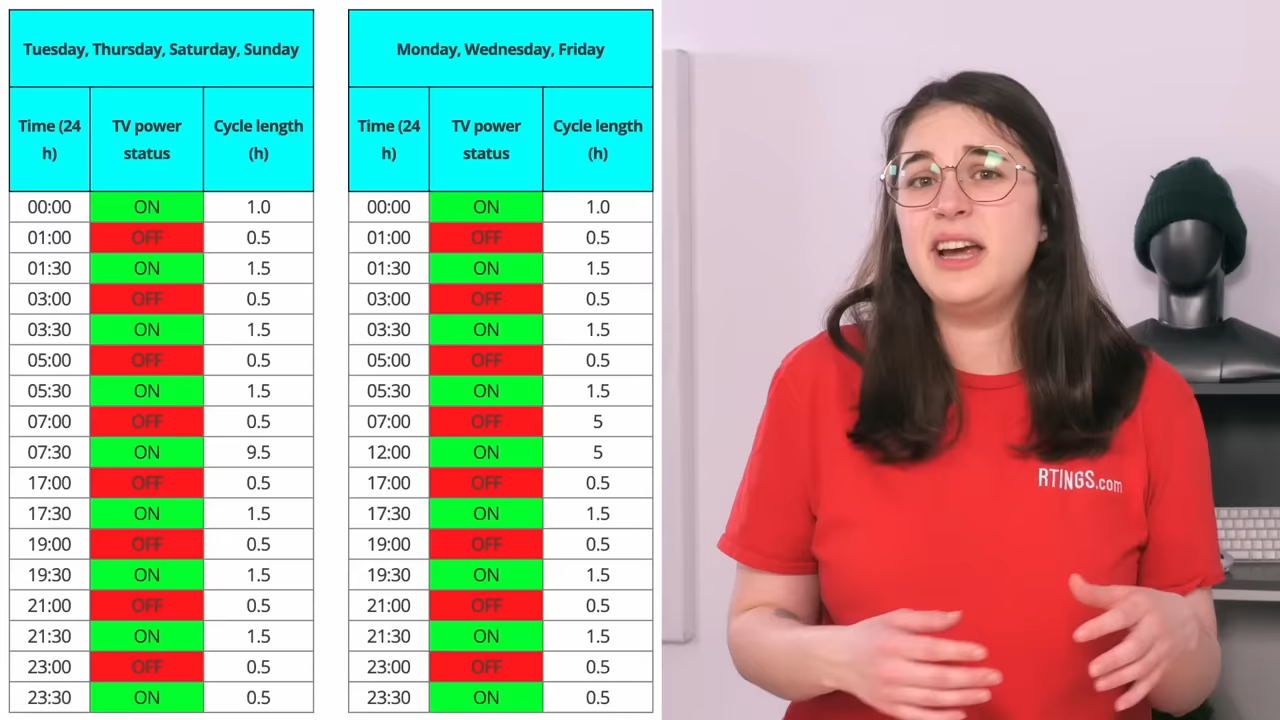 Tuesday, Thursday, Saturday, Sunday
Time (24 h) TV power status Cycle length (h)
00:00 ON 1.0
01:00 OFF 0.5
01:30 ON 1.5
03:00 OFF 0.5
03:30 ON 1.5
05:00 OFF 0.5
05:30 ON 1.5
07:00 OFF 0.5
07:30 ON 9.5
17:00 OFF 0.5
17:30 ON 1.5
19:00 OFF 0.5
19:30 ON 1.5
21:00 OFF 0.5
21:30 ON 1.5
23:00 OFF 0.5
23:30 ON 0.5
Monday, Wednesday, Friday
Time (24 h) TV power status Cycle length (h)
00:00 ON 1.0
01:00 OFF 0.5
01:30 ON 1.5
03:00 OFF 0.5
03:30 ON 1.5
05:00 OFF 0.5
05:30 ON 1.5
07:00 OFF 5
12:00 ON 5
17:00 OFF 0.5
17:30 ON 1.5
19:00 OFF 0.5
19:30 ON 1.5
21:00 OFF 0.5
21:30 ON 1.5
23:00 OFF 0.5
23:30 ON 0.5
RTINGS.com